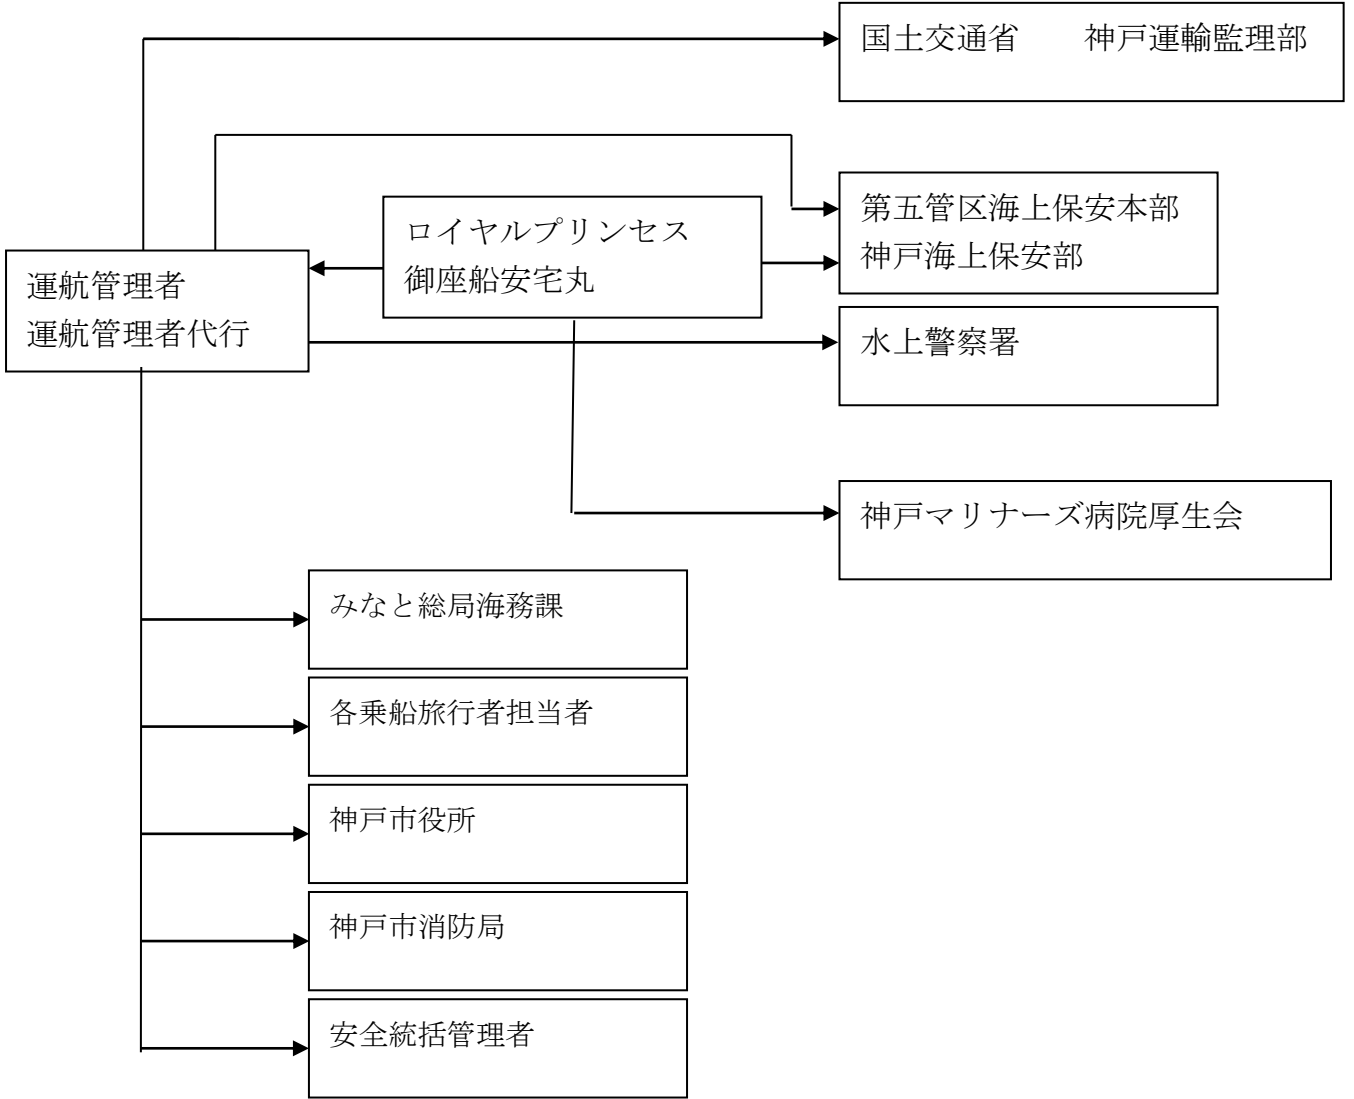 国土交通省　　神戸運輸監理部
第五管区海上保安本部
神戸海上保安部
ロイヤルプリンセス
御座船安宅丸
運航管理者
運航管理者代行
水上警察署
神戸マリナーズ病院厚生会
みなと総局海務課
各乗船旅行者担当者
神戸市役所
神戸市消防局
安全統括管理者